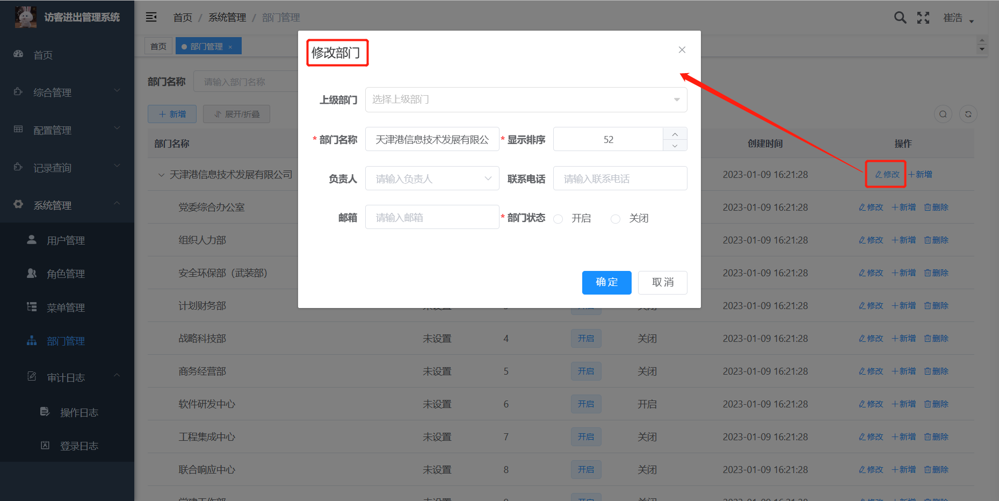 访客进出管理系统
首页 / 系统管理 / 部门管理
崔浩
首页
部门管理 ×
首页
综合管理
配置管理
记录查询
系统管理
用户管理
角色管理
菜单管理
部门管理
审计日志
操作日志
登录日志
部门名称 请输入部门名称
+ 新增 展开/折叠
部门名称 创建时间 操作
天津港信息技术发展有限公司 2023-01-09 16:21:28 修改 +新增
党委综合办公室 2023-01-09 16:21:28 修改 +新增 删除
组织人力部 2023-01-09 16:21:28 修改 +新增 删除
安全环保部（武装部） 2023-01-09 16:21:28 修改 +新增 删除
计划财务部 未设置 开启 关闭 2023-01-09 16:21:28 修改 +新增 删除
战略科技部 未设置 4 开启 关闭 2023-01-09 16:21:28 修改 +新增 删除
商务经营部 未设置 5 开启 关闭 2023-01-09 16:21:28 修改 +新增 删除
软件研发中心 未设置 6 开启 开启 2023-01-09 16:21:28 修改 +新增 删除
工程集成中心 未设置 7 开启 关闭 2023-01-09 16:21:28 修改 +新增 删除
联合响应中心 未设置 8 开启 关闭 2023-01-09 16:21:28 修改 +新增 删除
修改部门
上级部门 选择上级部门
* 部门名称 天津港信息技术发展有限公 * 显示排序 52
负责人 请输入负责人 联系电话 请输入联系电话
邮箱 请输入邮箱 * 部门状态 开启 关闭
确定 取消